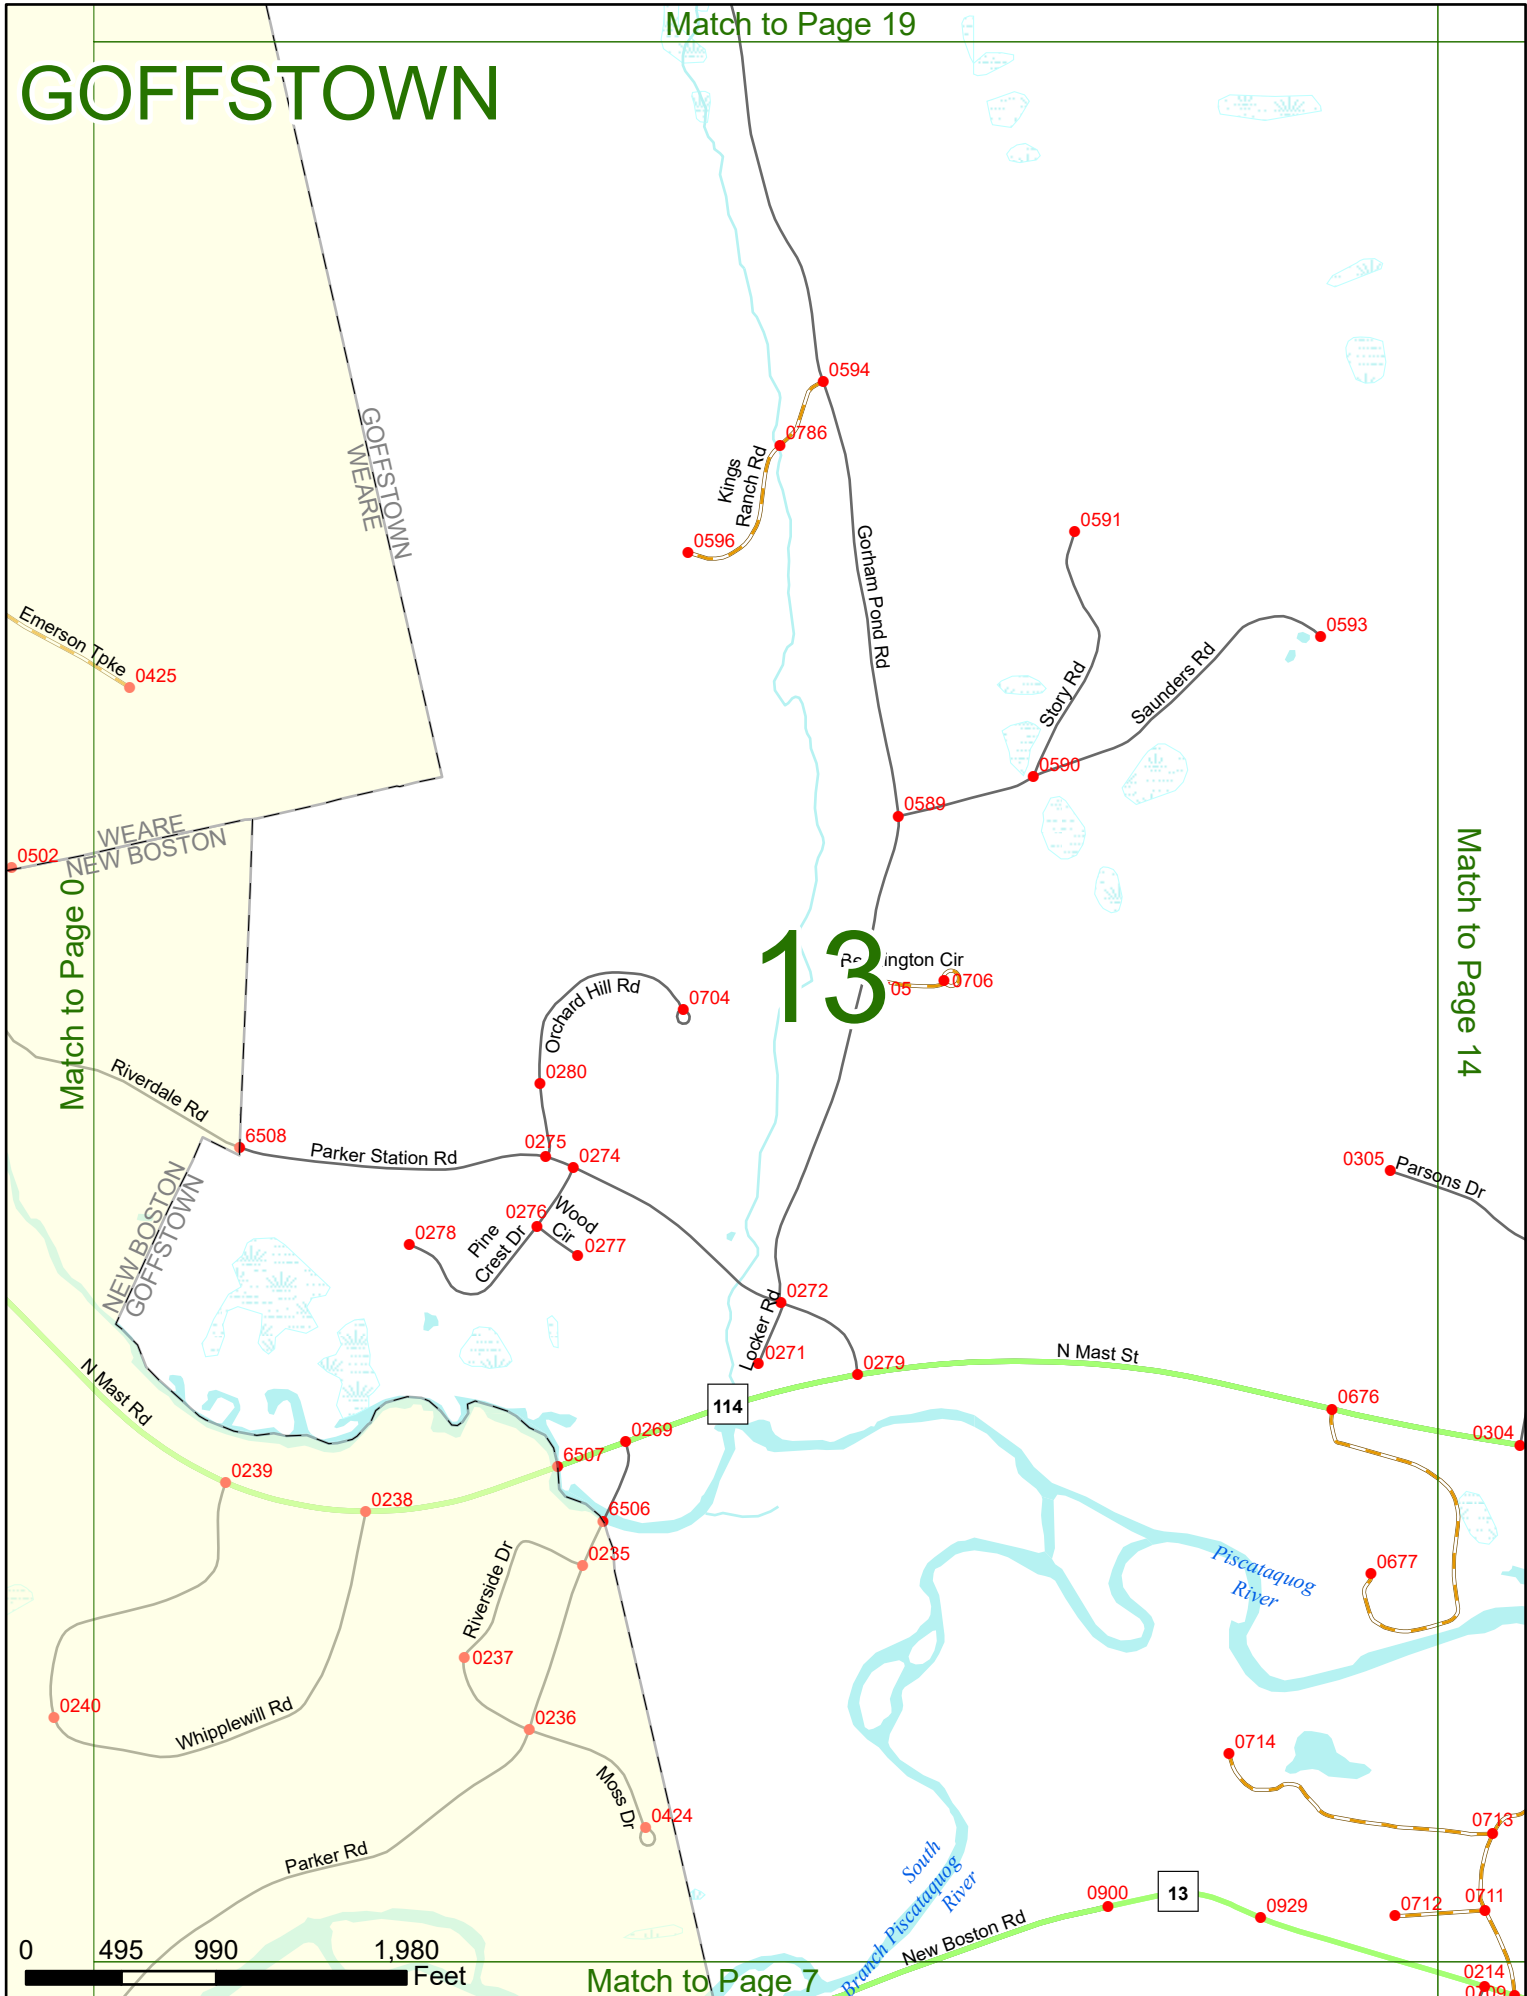 Match to Page 19
GOFFSTOWN
0594
0786
Kings
Ranch Rd
0596
GOFFSTOWN
WEARE
Gorham Pond Rd
0591
0593
Emerson Tpke
0425
Story Rd
Saunders Rd
0590
0589
WEARE
NEW BOSTON
0502
Match to Page 0
Match to Page 14
13
ington Cir
05
0706
Orchard Hill Rd
0704
0280
Riverdale Rd
6508
Parker Station Rd
0275
0274
0305
Parsons Dr
NEW BOSTON
GOFFSTOWN
0278
0276
Wood
Cir
0277
Pine
Crest Dr
0272
Locker Rd
0271
0279
N Mast St
N Mast Rd
114
0676
0304
0269
6507
0239
0238
6506
0235
Riverside Dr
0237
Piscataquog
River
0677
0240
Whipplewill Rd
0236
0714
Moss Dr
0424
0713
Parker Rd
South
Branch Piscataquog
River
0900
13
0929
0712
0711
New Boston Rd
0 495 990 1,980
Feet
Match to Page 7
0214
0709